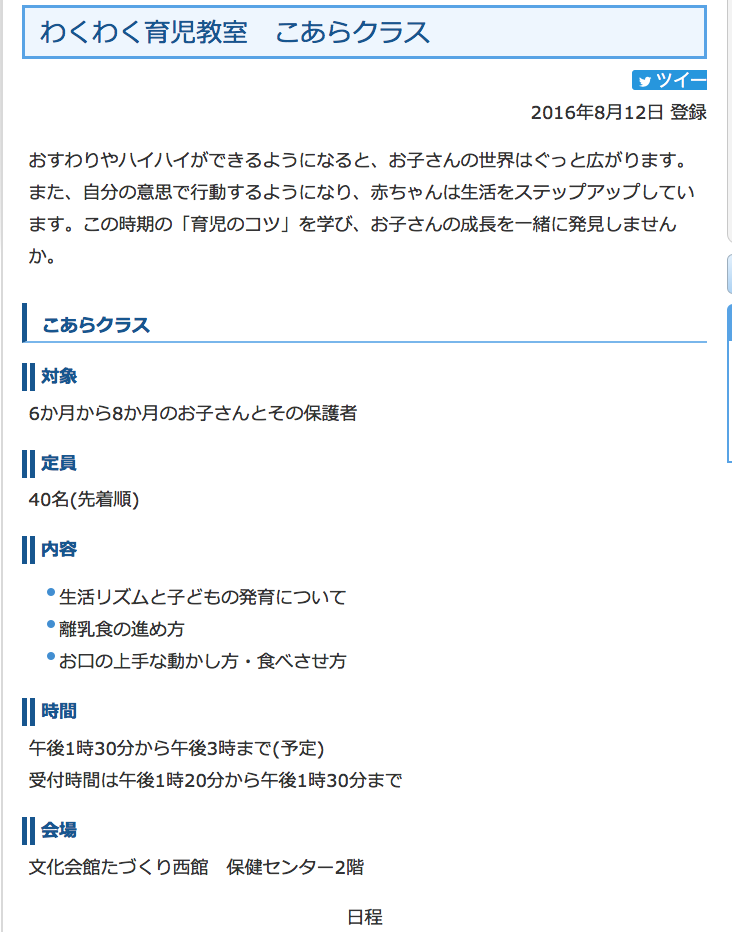 わくわく育児教室　こあらクラス
ツイー
2016年8月12日 登録
おすわりやハイハイができるようになると、お子さんの世界はぐっと広がります。
また、自分の意思で行動するようになり、赤ちゃんは生活をステップアップしてい
ます。この時期の「育児のコツ」を学び、お子さんの成長を一緒に発見しません
か。
こあらクラス
対象
6か月から8か月のお子さんとその保護者
定員
40名(先着順)
内容
生活リズムと子どもの発育について
離乳食の進め方
お口の上手な動かし方・食べさせ方
時間
午後1時30分から午後3時まで(予定)
受付時間は午後1時20分から午後1時30分まで
会場
文化会館たづくり西館　保健センター2階
日程